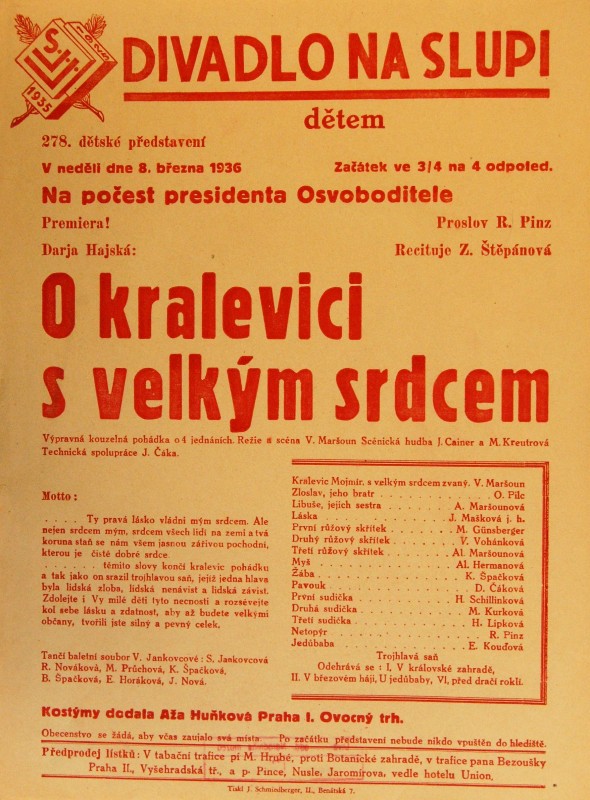 S.J.J.
1935
DIVADLO NA SLUPI
dětem
278. dětské představení
V neděli dne 8. března 1936 Začátek ve 3/4 na 4 odpoled.
Na počest presidenta Osvoboditele
Premiera! Proslov R. Pinz
Darja Hajská: Recituje Z. Štěpánová
O kralevici
s velkým srdcem
Výpravná kouzelná pohádka o 4 jednáních. Režie a scéna V. Maršoun Scénická hudba J. Cainer a M. Kreutrová
Technická spolupráce J. Čáka.
Motto:
. . . . Ty pravá lásko vládni mým srdcem. Ale
nejen srdcem mým, srdcem všech lidí na zemi a tvá
koruna staň se nám všem jasnou zářivou pochodní,
kterou je čisté dobré srdce
. . . . . . . . témito slovy končí kralevic pohádku
a tak jako on srazil trojhlavou saň, jejíž jedna hlava
byla lidská zloba, lidská nenávist a lidská závist.
Zdolejte i Vy milé děti tyto necnosti a rozsévejte
kol sebe lásku a zdatnost, aby až budete velkými
občany, tvořili jste silný a pevný celek.
Tančí baletní soubor V. Jankovcové: S. Jankovcová
R. Nováková, M. Průchová, K. Špačková,
B. Špačková, E. Horáková, J. Nová.
Kralevic Mojmír, s velkým srdcem zvaný. V. Maršoun
Zloslav, jeho bratr . . . . . . . . . . . O. Pilc
Libuše, jejich sestra . . . . . . . . A. Maršounová
Láska . . . . . . . . . . . . . J. Mašková j. h.
První růžový skřítek . . . . . . . . M. Günsberger
Druhý růžový skřítek . . . . . . . . V. Vohánková
Třetí růžový skřítek . . . . . . . Al. Maršounová
Myš . . . . . . . . . . . . . . Al. Hermanová
Žába . . . . . . . . . . . . . . K. Špačková
Pavouk . . . . . . . . . . . . . . D. Čáková
První sudička . . . . . . . . . . H. Schillinková
Druhá sudička . . . . . . . . . . . M. Kurková
Třetí sudička . . . . . . . . . . . . H. Lipková
Netopýr . . . . . . . . . . . . . . . R. Pinz
Jedubaba . . . . . . . . . . . . . E. Kouďová
Trojhlavá saň
Odehrává se : I, V královské zahradě,
II. V březovém háji, U jedubaby, VI, před dračí roklí.
Kostýmy dodala Aža Huňková Praha I. Ovocný trh.
Obecenstvo se žádá, aby včas zaujalo svá místa. Po začátku představení nebude nikdo vpuštěn do hlediště.
Předprodej lístků: V tabační trafice pí M. Hrubé, proti Botanické zahradě, v trafice pana Bezoušky
Praha II., Vyšehradská tř., a p. Pince, Nusle, Jaromírova, vedle hotelu Union.
Tiskl J. Schmiedberger, II., Benátská 7.